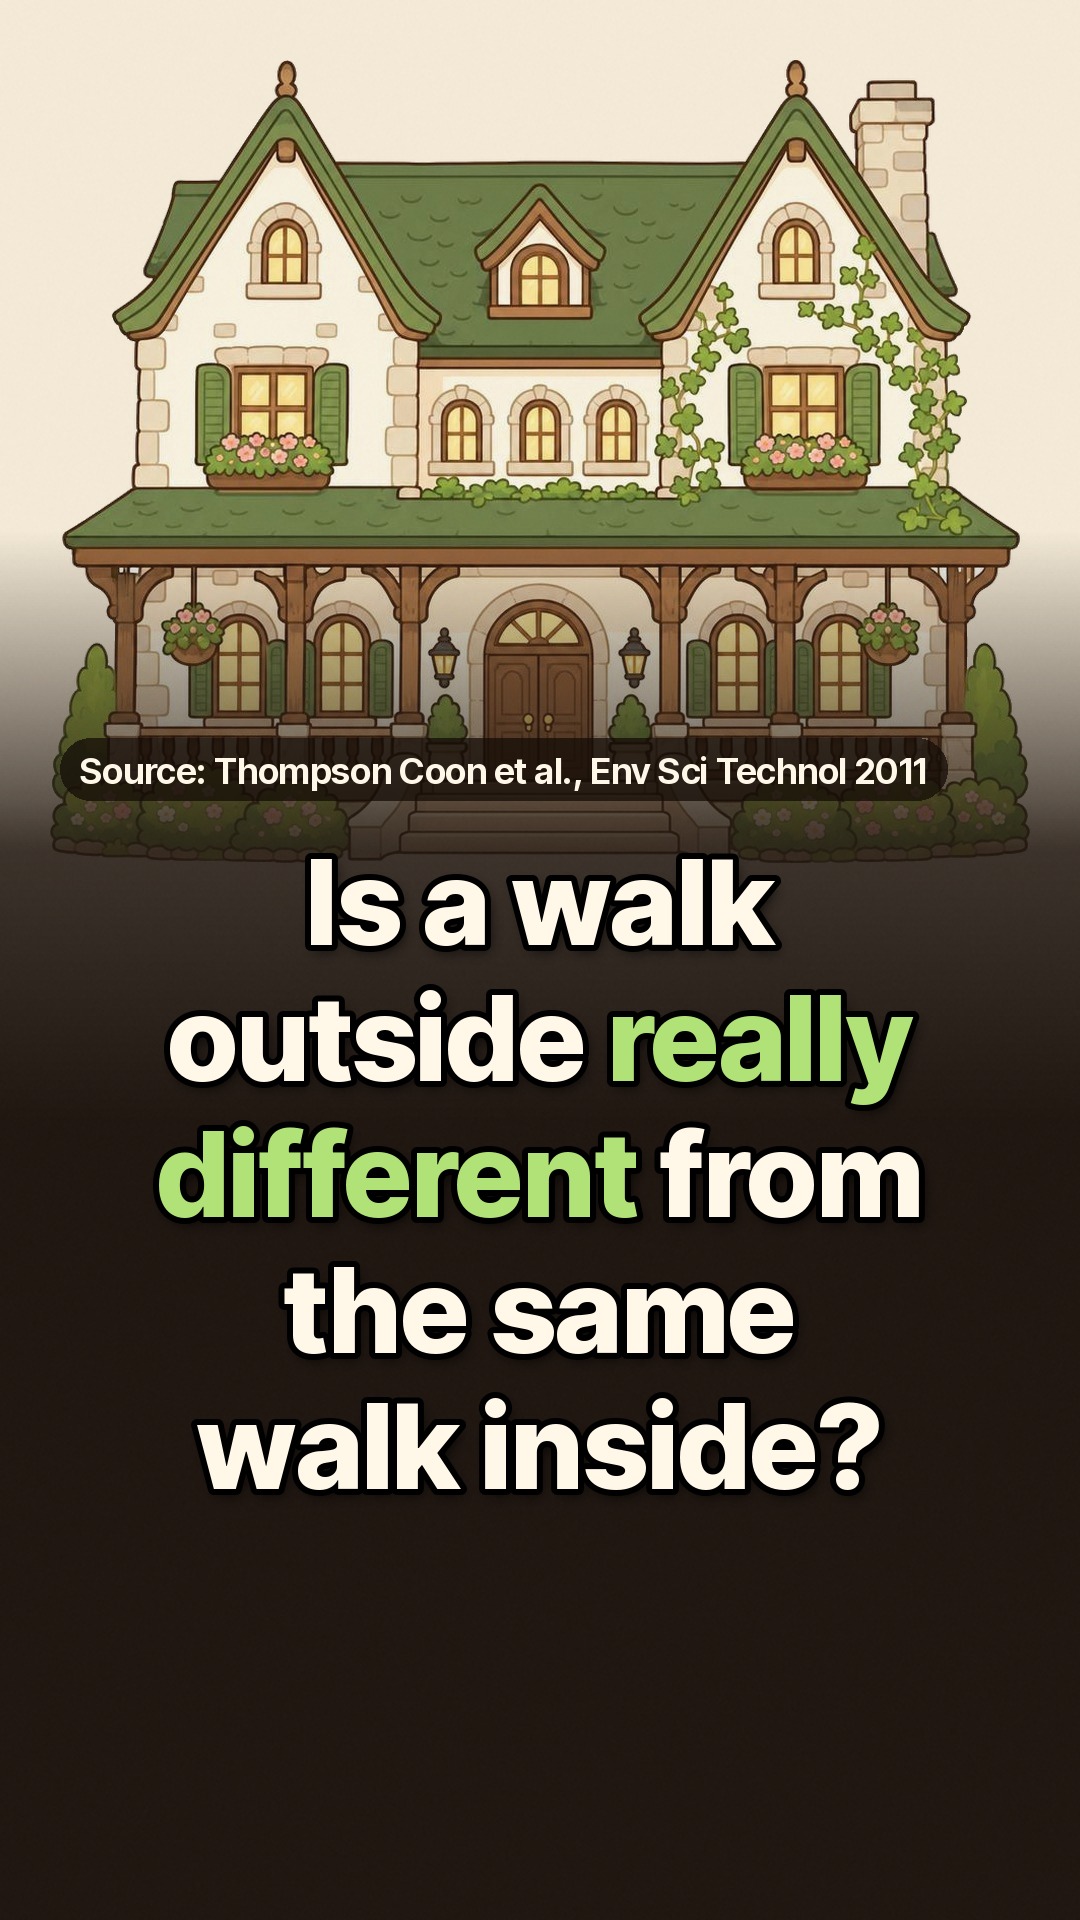 Source: Thompson Coon et al., Env Sci Technol 2011
Is a walk
outside really
different from
the same
walk inside?